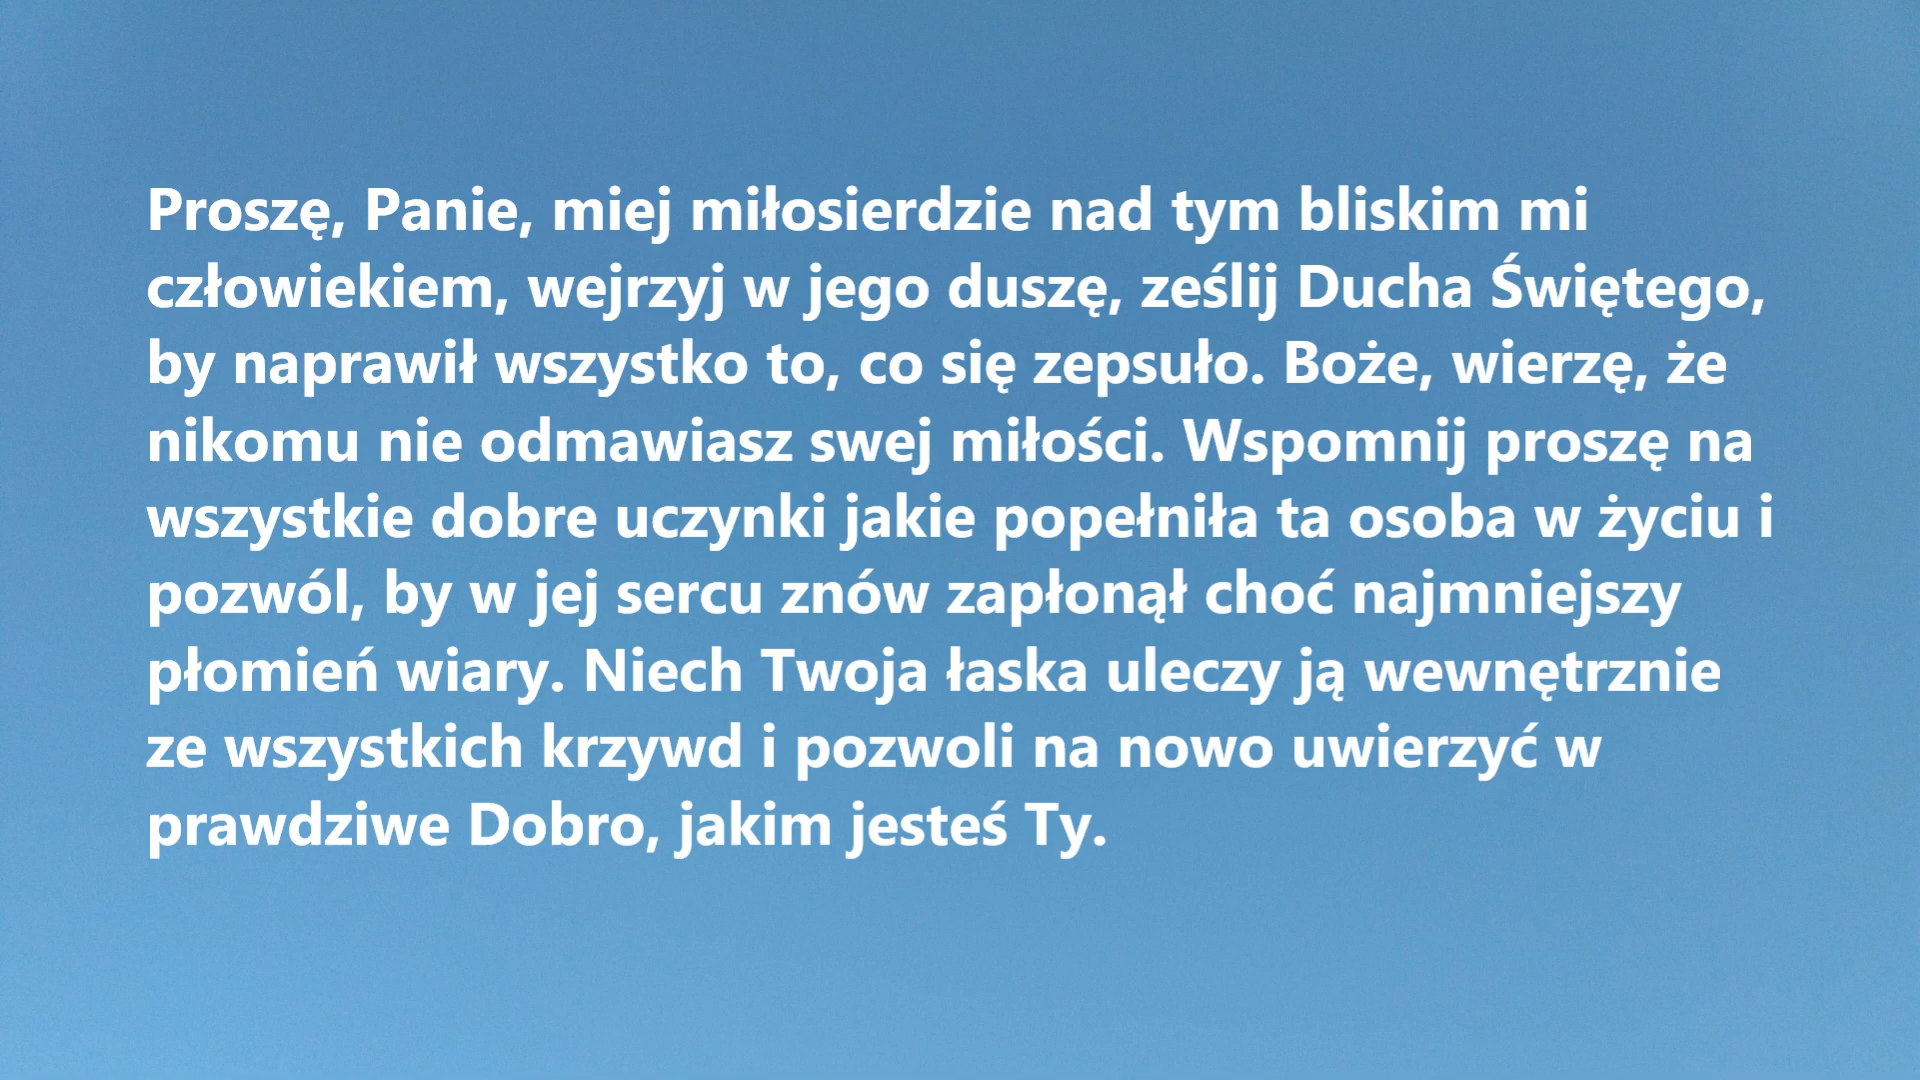 Proszę, Panie, miej miłosierdzie nad tym bliskim mi
człowiekiem, wejrzyj w jego duszę, ześlij Ducha Świętego,
by naprawił wszystko to, co się zepsuło. Boże, wierzę, że
nikomu nie odmawiasz swej miłości. Wspomnij proszę na
wszystkie dobre uczynki jakie popełniła ta osoba w życiu i
pozwól, by w jej sercu znów zapłonął choć najmniejszy
płomień wiary. Niech Twoja łaska uleczy ją wewnętrznie
ze wszystkich krzywd i pozwoli na nowo uwierzyć w
prawdziwe Dobro, jakim jesteś Ty.